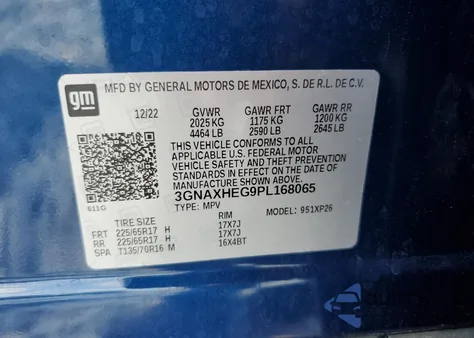 gm
MFD BY GENERAL MOTORS DE MEXICO, S. DE R.L. DE C.V.
12/22 GVWR GAWR FRT GAWR RR
2025 KG 1175 KG 1200 KG
4464 LB 2590 LB 2645 LB
THIS VEHICLE CONFORMS TO ALL
APPLICABLE U.S. FEDERAL MOTOR
VEHICLE SAFETY AND THEFT PREVENTION
STANDARDS IN EFFECT ON THE DATE OF
MANUFACTURE SHOWN ABOVE.
3GNAXHEG9PL168065
611G TYPE: MPV MODEL: 951XP26
TIRE SIZE RIM
FRT 225/65R17 H 17X7J
RR 225/65R17 H 17X7J
SPA T135/70R16 M 16X4BT